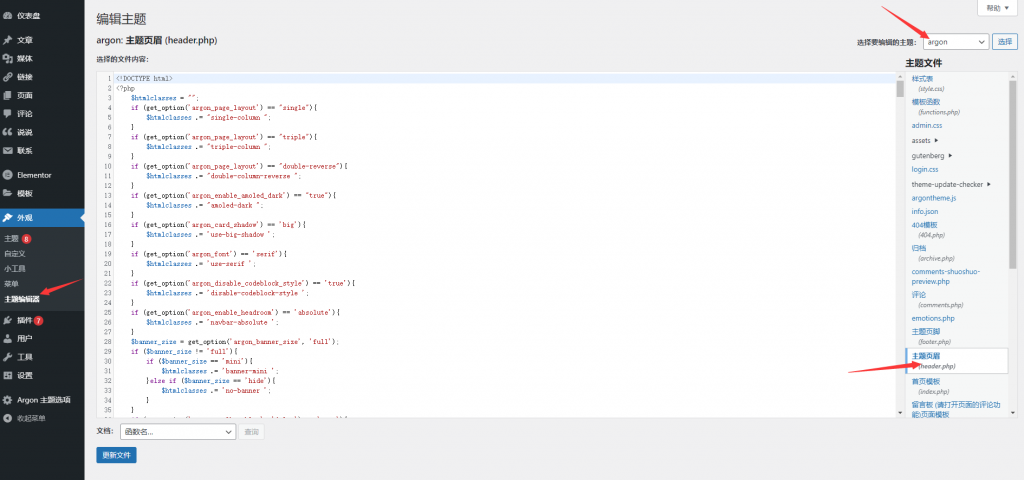 仪表盘
文章
媒体
链接
页面
评论
说说
联系
Elementor
模板
外观
主题 8
自定义
小工具
菜单
主题编辑器
插件 7
用户
工具
设置
Argon 主题选项
收起菜单
帮助 ▼
编辑主题
argon: 主题页眉 (header.php)
选择要编辑的主题： argon 选择
选择的文件内容：
1 <!DOCTYPE html>
2 <?php
3 $htmlclasses = "";
4 if (get_option('argon_page_layout') == "single"){
5 $htmlclasses .= "single-column ";
6 }
7 if (get_option('argon_page_layout') == "triple"){
8 $htmlclasses .= "triple-column ";
9 }
10 if (get_option('argon_page_layout') == "double-reverse"){
11 $htmlclasses .= "double-column-reverse ";
12 }
13 if (get_option('argon_enable_amoled_dark') == "true"){
14 $htmlclasses .= "amoled-dark ";
15 }
16 if (get_option('argon_card_shadow') == 'big'){
17 $htmlclasses .= 'use-big-shadow ';
18 }
19 if (get_option('argon_font') == 'serif'){
20 $htmlclasses .= 'use-serif ';
21 }
22 if (get_option('argon_disable_codeblock_style') == 'true'){
23 $htmlclasses .= 'disable-codeblock-style ';
24 }
25 if (get_option('argon_enable_headroom') == 'absolute'){
26 $htmlclasses .= 'navbar-absolute ';
27 }
28 $banner_size = get_option('argon_banner_size', 'full');
29 if ($banner_size != 'full'){
30 if ($banner_size == 'mini'){
31 $htmlclasses .= 'banner-mini ';
32 }else if ($banner_size == 'hide'){
33 $htmlclasses .= 'no-banner ';
34 }
35 }
主题文件
样式表
(style.css)
模板函数
(functions.php)
admin.css
assets ▸
gutenberg ▸
login.css
theme-update-checker ▸
argontheme.js
info.json
404模板
(404.php)
归档
(archive.php)
comments-shuoshuo-
preview.php
评论
(comments.php)
emotions.php
主题页脚
(footer.php)
主题页眉
(header.php)
首页模板
(index.php)
留言板 (请打开页面的评论功
能)页面模板
文档： 函数名… 查询
更新文件